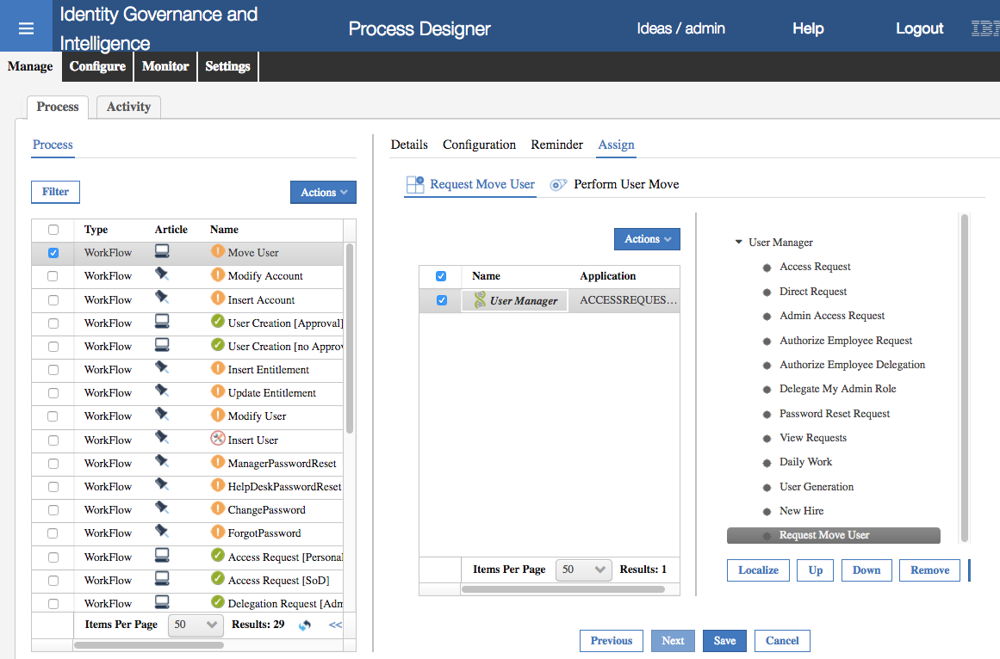 Identity Governance and
Intelligence
Process Designer
Ideas / admin
Help
Logout
IBM
Manage
Configure
Monitor
Settings
Process
Activity
Process
Filter
Actions
Type Article Name
WorkFlow Move User
WorkFlow Modify Account
WorkFlow Insert Account
WorkFlow User Creation [Approval]
WorkFlow User Creation [no Approv
WorkFlow Insert Entitlement
WorkFlow Update Entitlement
WorkFlow Modify User
WorkFlow Insert User
WorkFlow ManagerPasswordReset
WorkFlow HelpDeskPasswordReset
WorkFlow ChangePassword
WorkFlow ForgotPassword
WorkFlow Access Request [Personal
WorkFlow Access Request [SoD]
WorkFlow Delegation Request [Adm
Items Per Page 50 Results: 29 <<
Details
Configuration
Reminder
Assign
Request Move User
Perform User Move
Actions
Name Application
User Manager ACCESSREQUES...
Items Per Page 50 Results: 1
User Manager
Access Request
Direct Request
Admin Access Request
Authorize Employee Request
Authorize Employee Delegation
Delegate My Admin Role
Password Reset Request
View Requests
Daily Work
User Generation
New Hire
Request Move User
Localize
Up
Down
Remove
Previous
Next
Save
Cancel